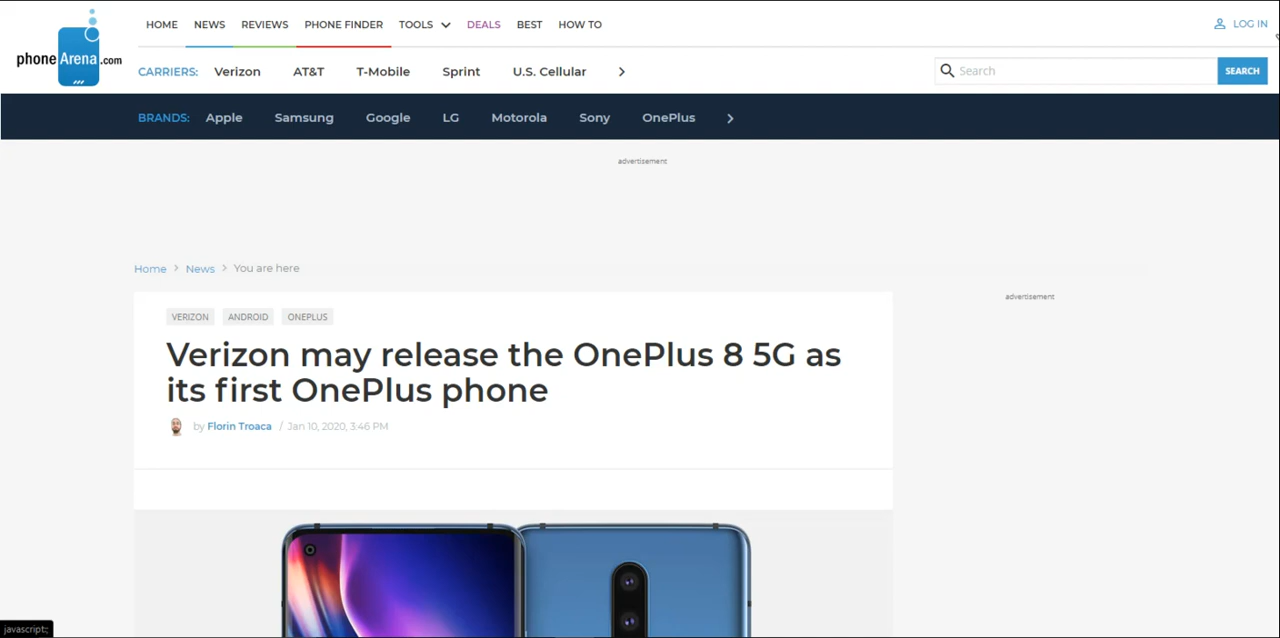 HOME NEWS REVIEWS PHONE FINDER TOOLS DEALS BEST HOW TO LOG IN
phoneArena.com
CARRIERS: Verizon AT&T T-Mobile Sprint U.S. Cellular Search SEARCH
BRANDS: Apple Samsung Google LG Motorola Sony OnePlus
advertisement
Home > News > You are here
advertisement
VERIZON ANDROID ONEPLUS
Verizon may release the OnePlus 8 5G as
its first OnePlus phone
by Florin Troaca / Jan 10, 2020, 3:46 PM
javascript:;